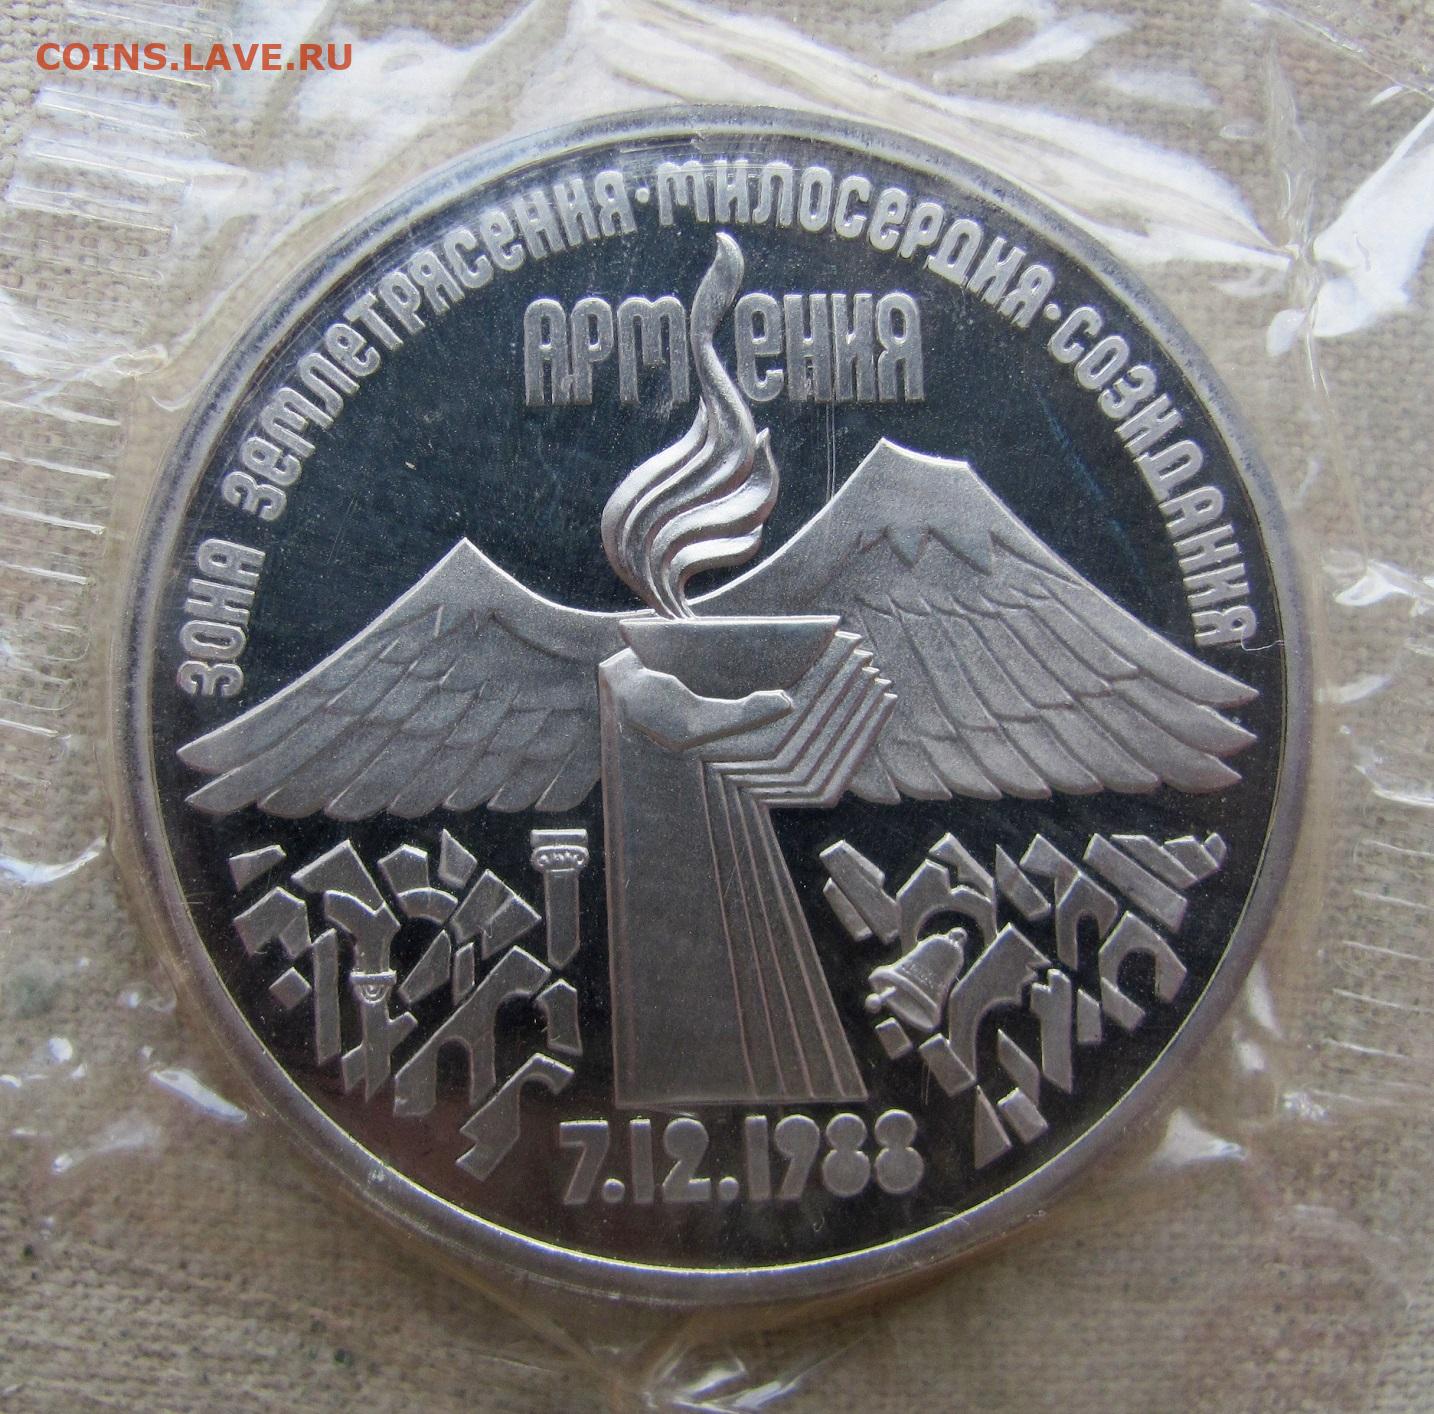 COINS.LAVE.RU
ЗОНА ЗЕМЛЕТРЯСЕНИЯ·МИЛОСЕРДИЯ·СОЗИДАНИЯ
АРМЕНИЯ
7.12.1988